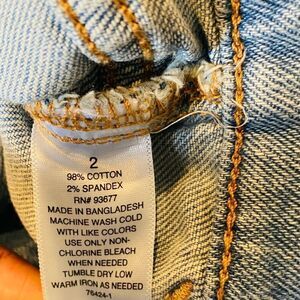 2
98% COTTON
2% SPANDEX
RN# 93677
MADE IN BANGLADESH
MACHINE WASH COLD
WITH LIKE COLORS
USE ONLY NON-
CHLORINE BLEACH
WHEN NEEDED
TUMBLE DRY LOW
WARM IRON AS NEEDED
76424-1